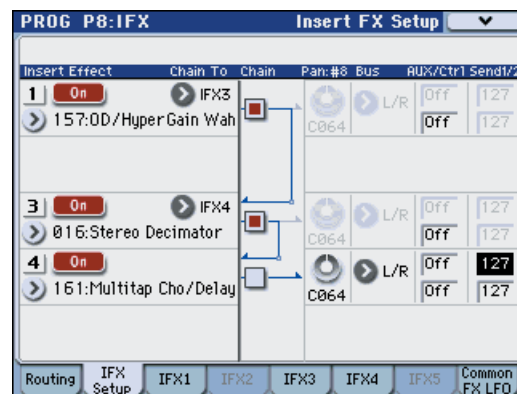 PROG P8:IFX Insert FX Setup
Insert Effect Chain To Chain Pan:#8 Bus AUX/Ctrl Send1/2
1 On IFX3 L/R Off 127
157:OD/HyperGain Wah C064 Off 127
3 On IFX4 L/R Off 127
016:Stereo Decimator C064 Off 127
4 On L/R Off 127
161:Multitap Cho/Delay C064 Off 127
Routing IFX Setup IFX1 IFX2 IFX3 IFX4 IFX5 Common FX LFO